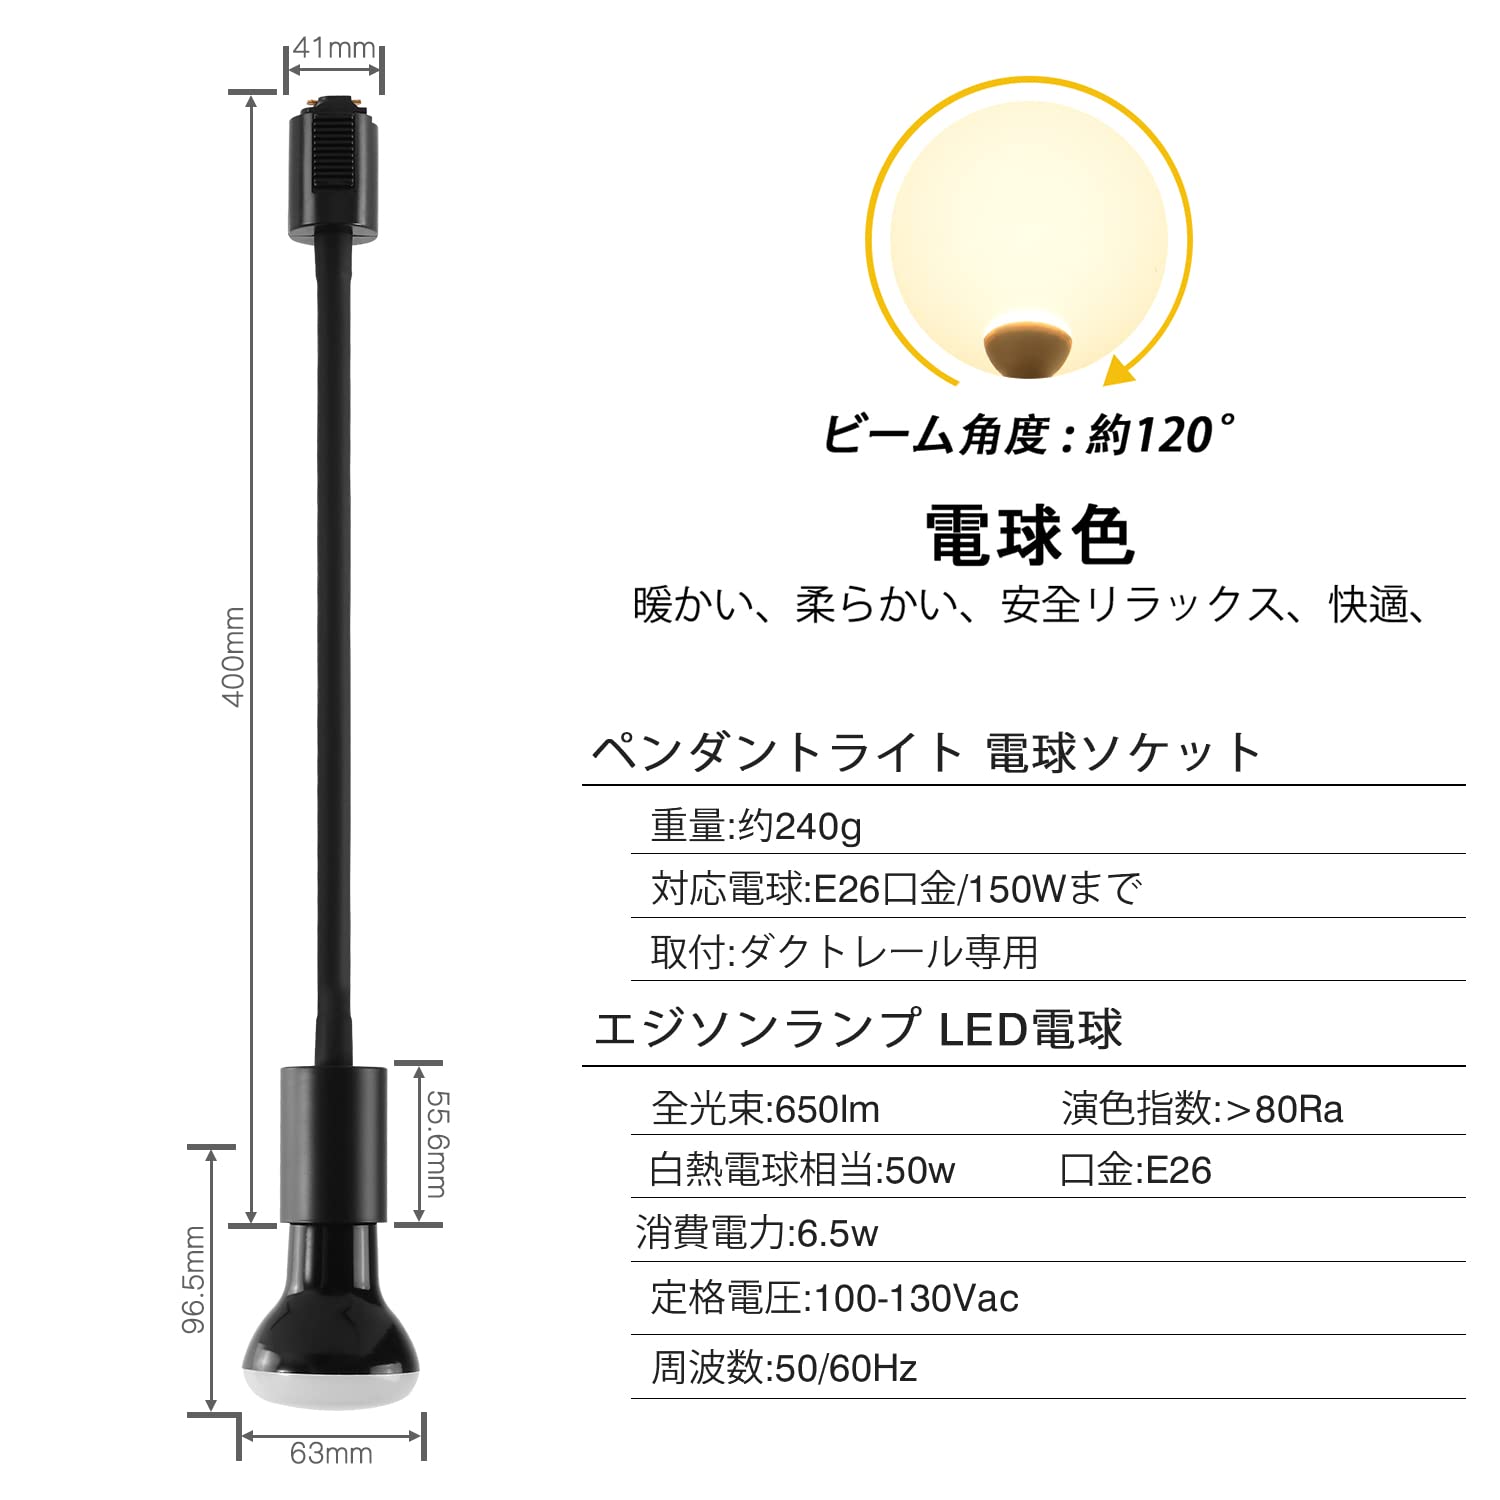 41mm
400mm
55.6mm
96.5mm
63mm
ビーム角度：約120°
電球色
暖かい、柔らかい、安全リラックス、快適、
ペンダントライト 電球ソケット
重量:约240g
対応電球:E26口金/150Wまで
取付:ダクトレール専用
エジソンランプ LED電球
全光束:650lm 演色指数:>80Ra
白熱電球相当:50w 口金:E26
消費電力:6.5w
定格電圧:100-130Vac
周波数:50/60Hz